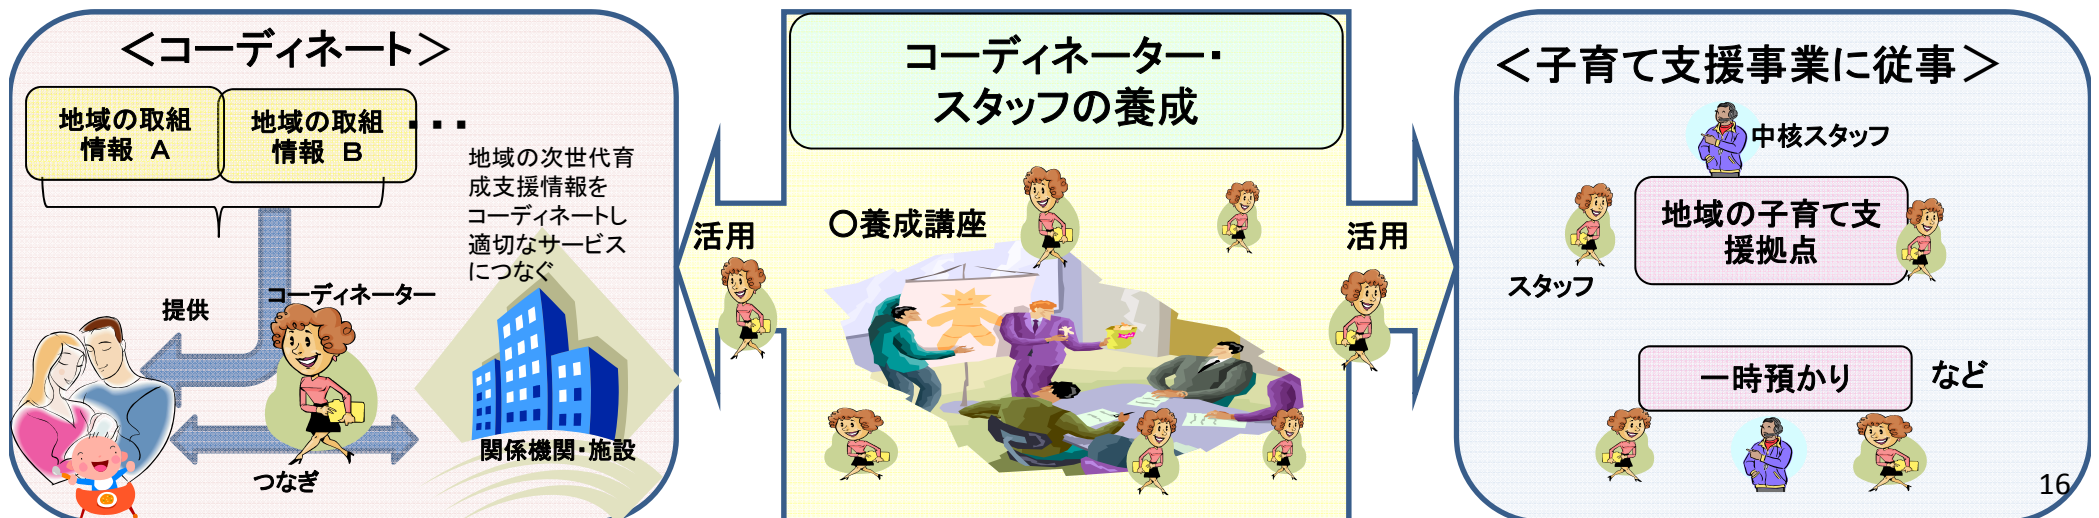 ＜コーディネート＞
地域の取組
情報　A
地域の取組
情報　B
・・・
地域の次世代育
成支援情報を
コーディネートし
適切なサービス
につなぐ
提供
コーディネーター
つなぎ
関係機関・施設
活用
コーディネーター・
スタッフの養成
○養成講座
活用
＜子育て支援事業に従事＞
中核スタッフ
地域の子育て支
援拠点
スタッフ
一時預かり
など
16